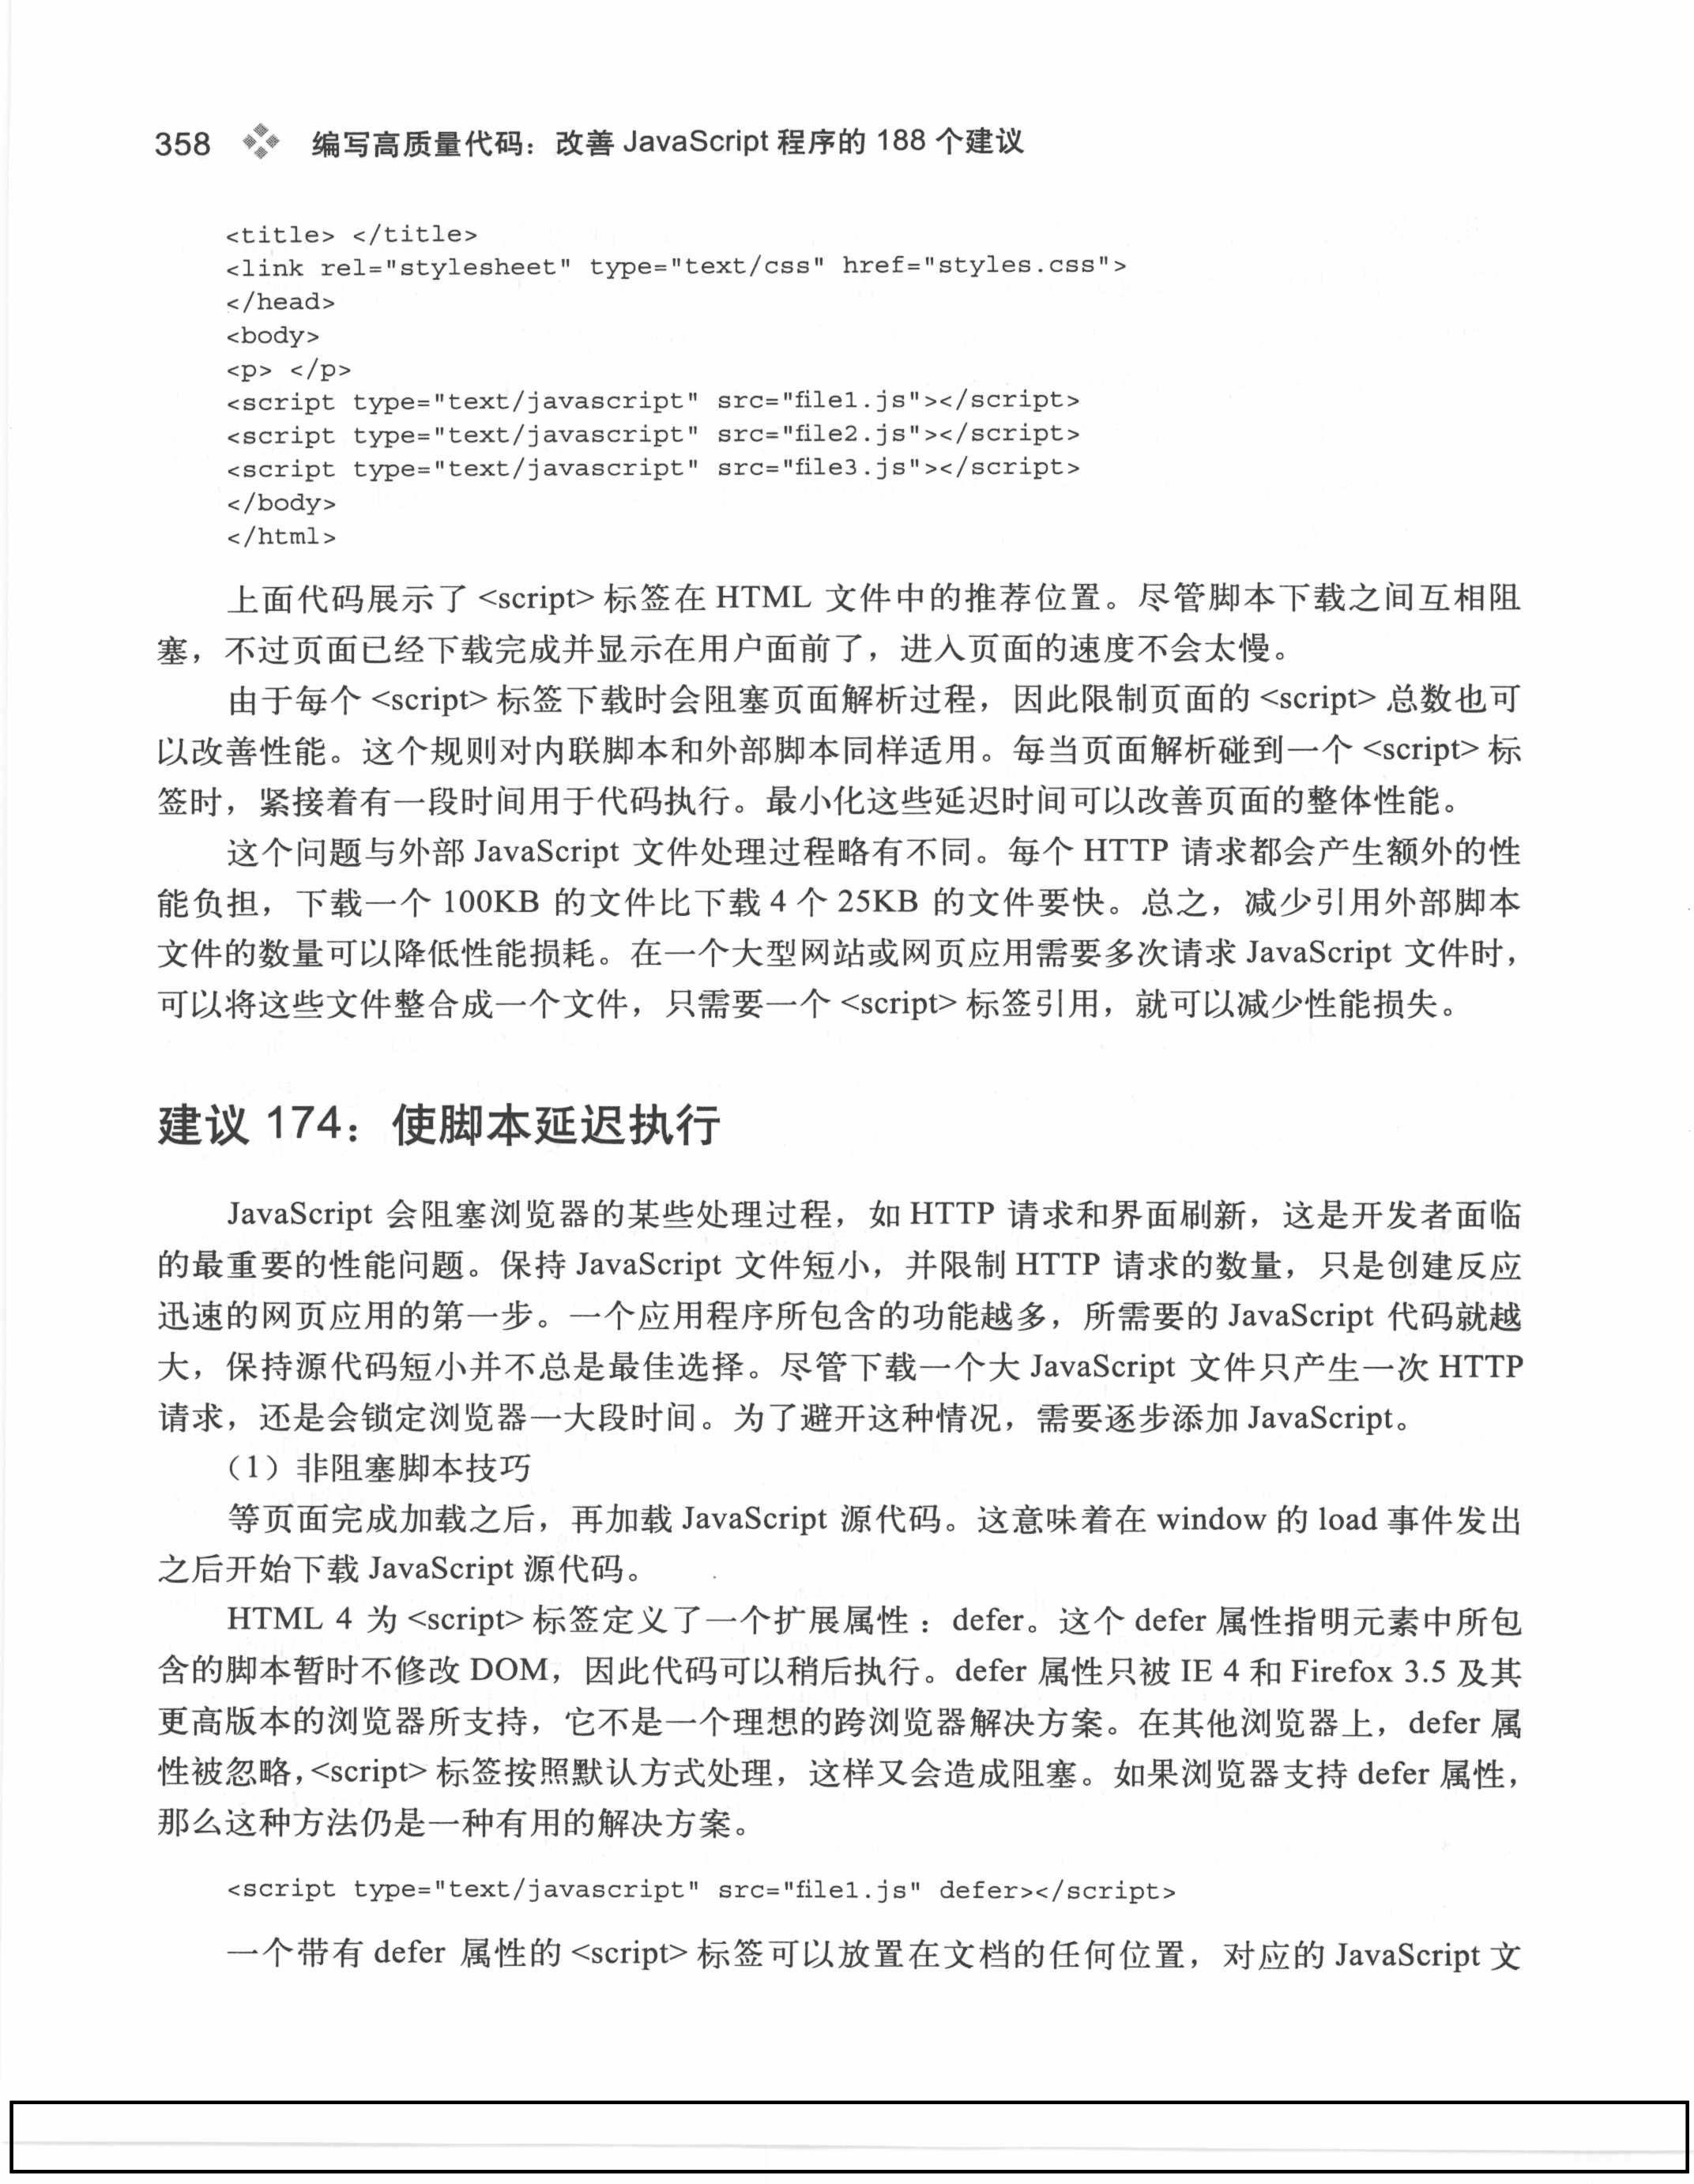 358 编写高质量代码：改善 JavaScript 程序的 188 个建议
<title> </title>
<link rel="stylesheet" type="text/css" href="styles.css">
</head>
<body>
<p> </p>
<script type="text/javascript" src="file1.js"></script>
<script type="text/javascript" src="file2.js"></script>
<script type="text/javascript" src="file3.js"></script>
</body>
</html>
上面代码展示了 <script> 标签在 HTML 文件中的推荐位置。尽管脚本下载之间互相阻
塞，不过页面已经下载完成并显示在用户面前了，进入页面的速度不会太慢。
由于每个 <script> 标签下载时会阻塞页面解析过程，因此限制页面的 <script> 总数也可
以改善性能。这个规则对内联脚本和外部脚本同样适用。每当页面解析碰到一个 <script> 标
签时，紧接着有一段时间用于代码执行。最小化这些延迟时间可以改善页面的整体性能。
这个问题与外部 JavaScript 文件处理过程略有不同。每个 HTTP 请求都会产生额外的性
能负担，下载一个 100KB 的文件比下载 4 个 25KB 的文件要快。总之，减少引用外部脚本
文件的数量可以降低性能损耗。在一个大型网站或网页应用需要多次请求 JavaScript 文件时，
可以将这些文件整合成一个文件，只需要一个 <script> 标签引用，就可以减少性能损失。
建议 174：使脚本延迟执行
JavaScript 会阻塞浏览器的某些处理过程，如 HTTP 请求和界面刷新，这是开发者面临
的最重要的性能问题。保持 JavaScript 文件短小，并限制 HTTP 请求的数量，只是创建反应
迅速的网页应用的第一步。一个应用程序所包含的功能越多，所需要的 JavaScript 代码就越
大，保持源代码短小并不总是最佳选择。尽管下载一个大 JavaScript 文件只产生一次 HTTP
请求，还是会锁定浏览器一大段时间。为了避开这种情况，需要逐步添加 JavaScript。
（1）非阻塞脚本技巧
等页面完成加载之后，再加载 JavaScript 源代码。这意味着在 window 的 load 事件发出
之后开始下载 JavaScript 源代码。
HTML 4 为 <script> 标签定义了一个扩展属性：defer。这个 defer 属性指明元素中所包
含的脚本暂时不修改 DOM，因此代码可以稍后执行。defer 属性只被 IE 4 和 Firefox 3.5 及其
更高版本的浏览器所支持，它不是一个理想的跨浏览器解决方案。在其他浏览器上，defer 属
性被忽略，<script> 标签按照默认方式处理，这样又会造成阻塞。如果浏览器支持 defer 属性，
那么这种方法仍是一种有用的解决方案。
<script type="text/javascript" src="file1.js" defer></script>
一个带有 defer 属性的 <script> 标签可以放置在文档的任何位置，对应的 JavaScript 文